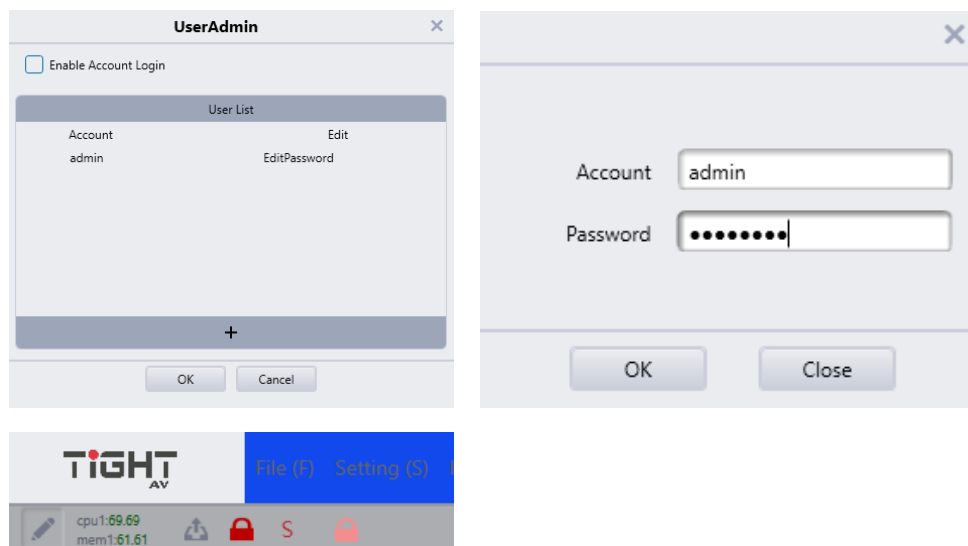 UserAdmin
Enable Account Login
User List
Account Edit
admin EditPassword
+
OK Cancel
Account admin
Password ••••••••
OK Close
TiGHT
AV
File (F) Setting (S)
cpu1:69.69
mem1:61.61
S